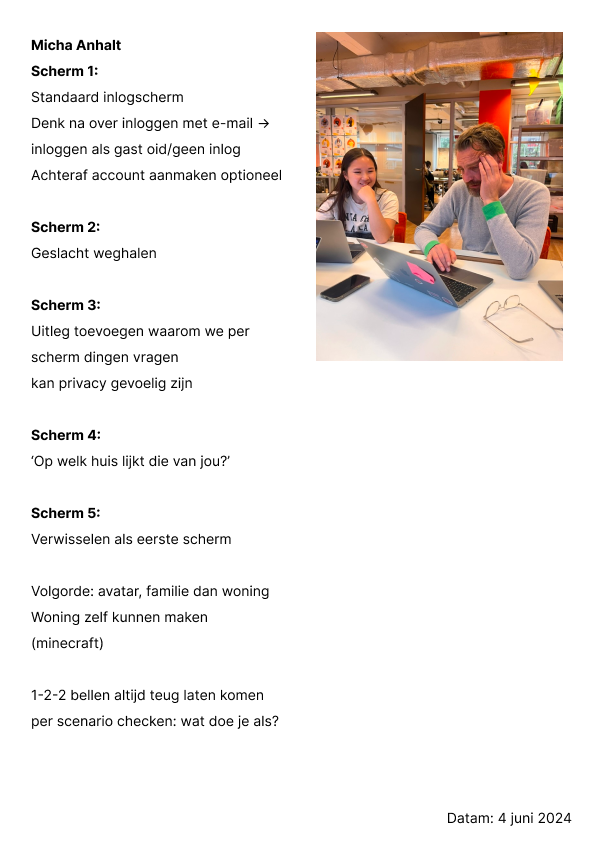 Micha Anhalt
Scherm 1:
Standaard inlogscherm
Denk na over inloggen met e-mail →
inloggen als gast oid/geen inlog
Achteraf account aanmaken optioneel
Scherm 2:
Geslacht weghalen
Scherm 3:
Uitleg toevoegen waarom we per
scherm dingen vragen
kan privacy gevoelig zijn
Scherm 4:
‘Op welk huis lijkt die van jou?’
Scherm 5:
Verwisselen als eerste scherm
Volgorde: avatar, familie dan woning
Woning zelf kunnen maken
(minecraft)
1-2-2 bellen altijd teug laten komen
per scenario checken: wat doe je als?
Datam: 4 juni 2024